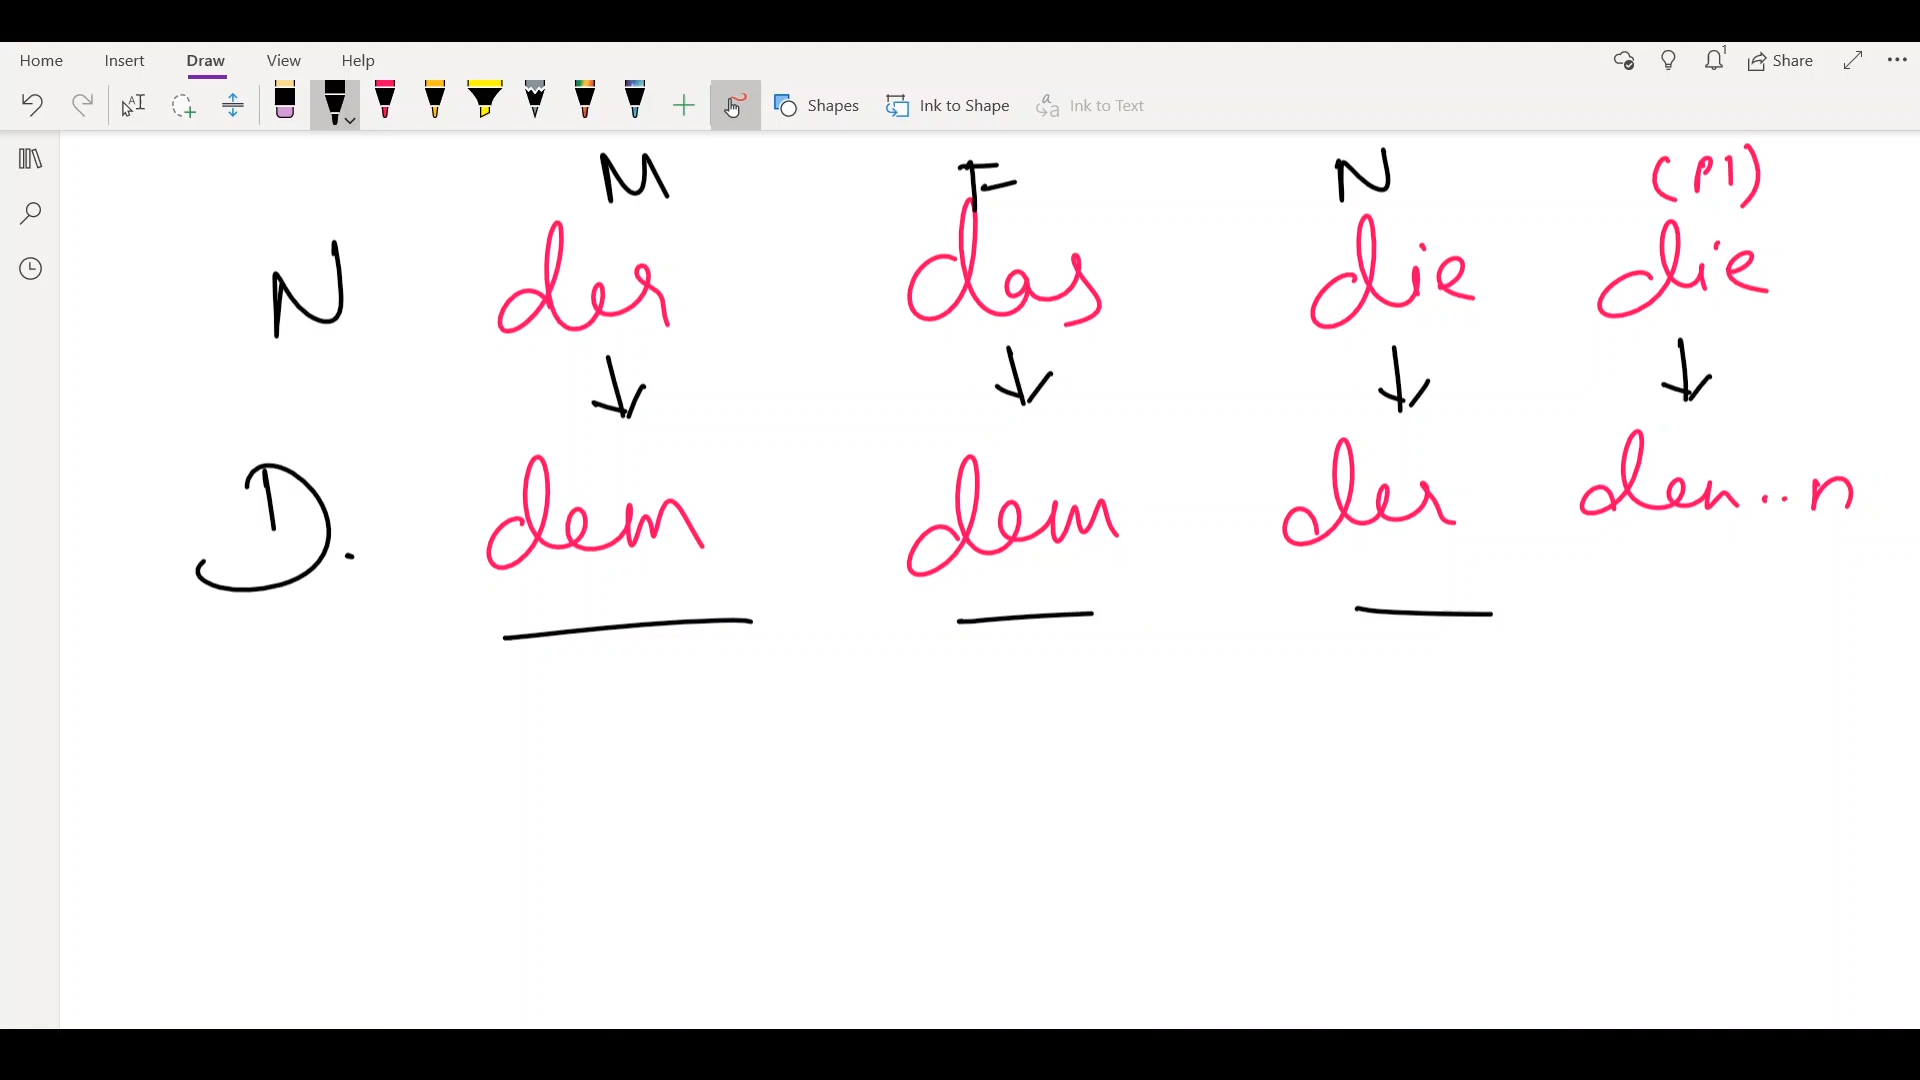 Home Insert Draw View Help Share
Shapes Ink to Shape Ink to Text
M F N (Pl)
N der das die die
D. dem dem der den..n